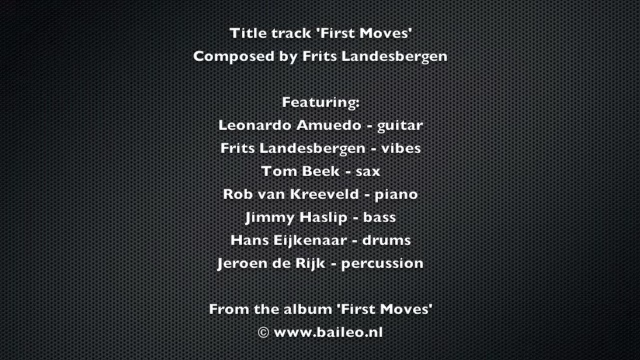 Title track 'First Moves'
Composed by Frits Landesbergen
Featuring:
Leonardo Amuedo - guitar
Frits Landesbergen - vibes
Tom Beek - sax
Rob van Kreeveld - piano
Jimmy Haslip - bass
Hans Eijkenaar - drums
Jeroen de Rijk - percussion
From the album 'First Moves'
© www.baileo.nl